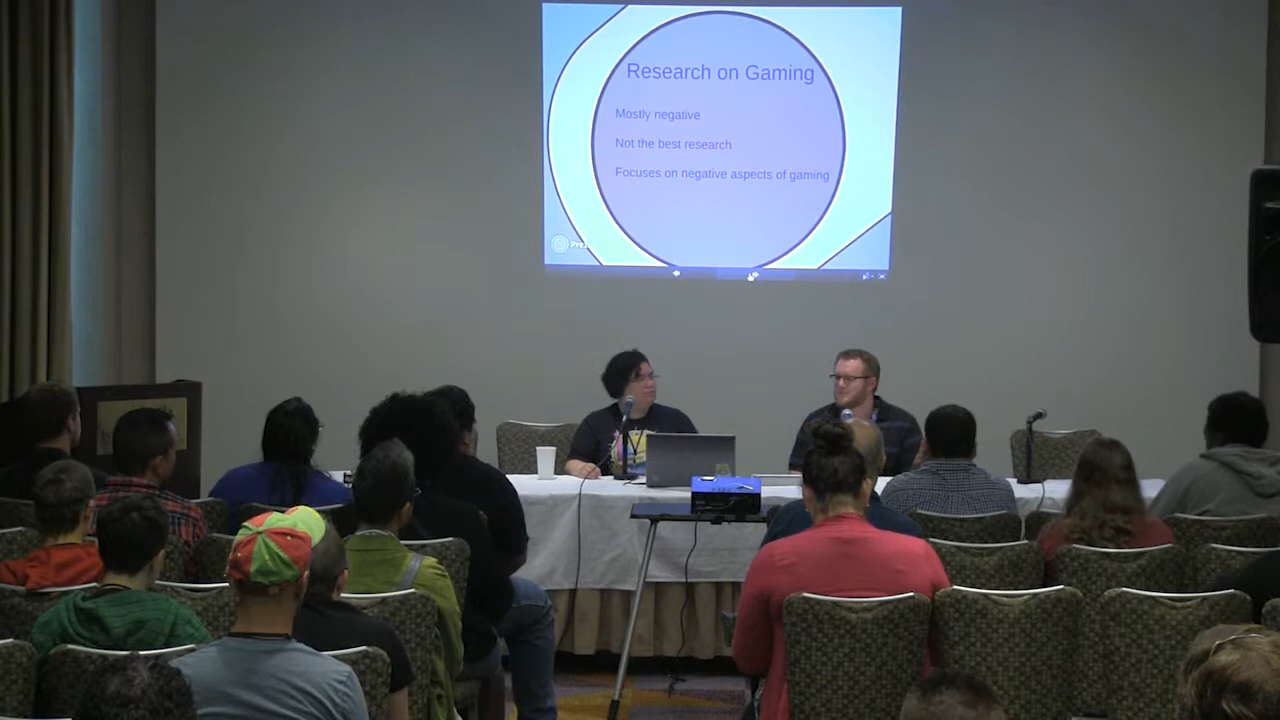 Research on Gaming
Mostly negative
Not the best research
Focuses on negative aspects of gaming